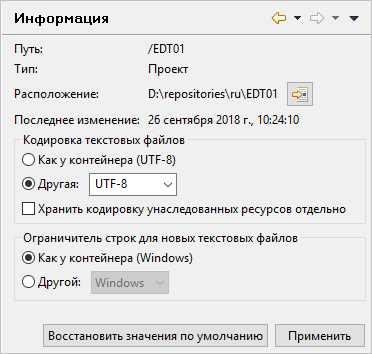 Информация
Путь: /EDT01
Тип: Проект
Расположение: D:\repositories\ru\EDT01
Последнее изменение: 26 сентября 2018 г., 10:24:10
Кодировка текстовых файлов
Как у контейнера (UTF-8)
Другая: UTF-8
Хранить кодировку унаследованных ресурсов отдельно
Ограничитель строк для новых текстовых файлов
Как у контейнера (Windows)
Другой: Windows
Восстановить значения по умолчанию Применить